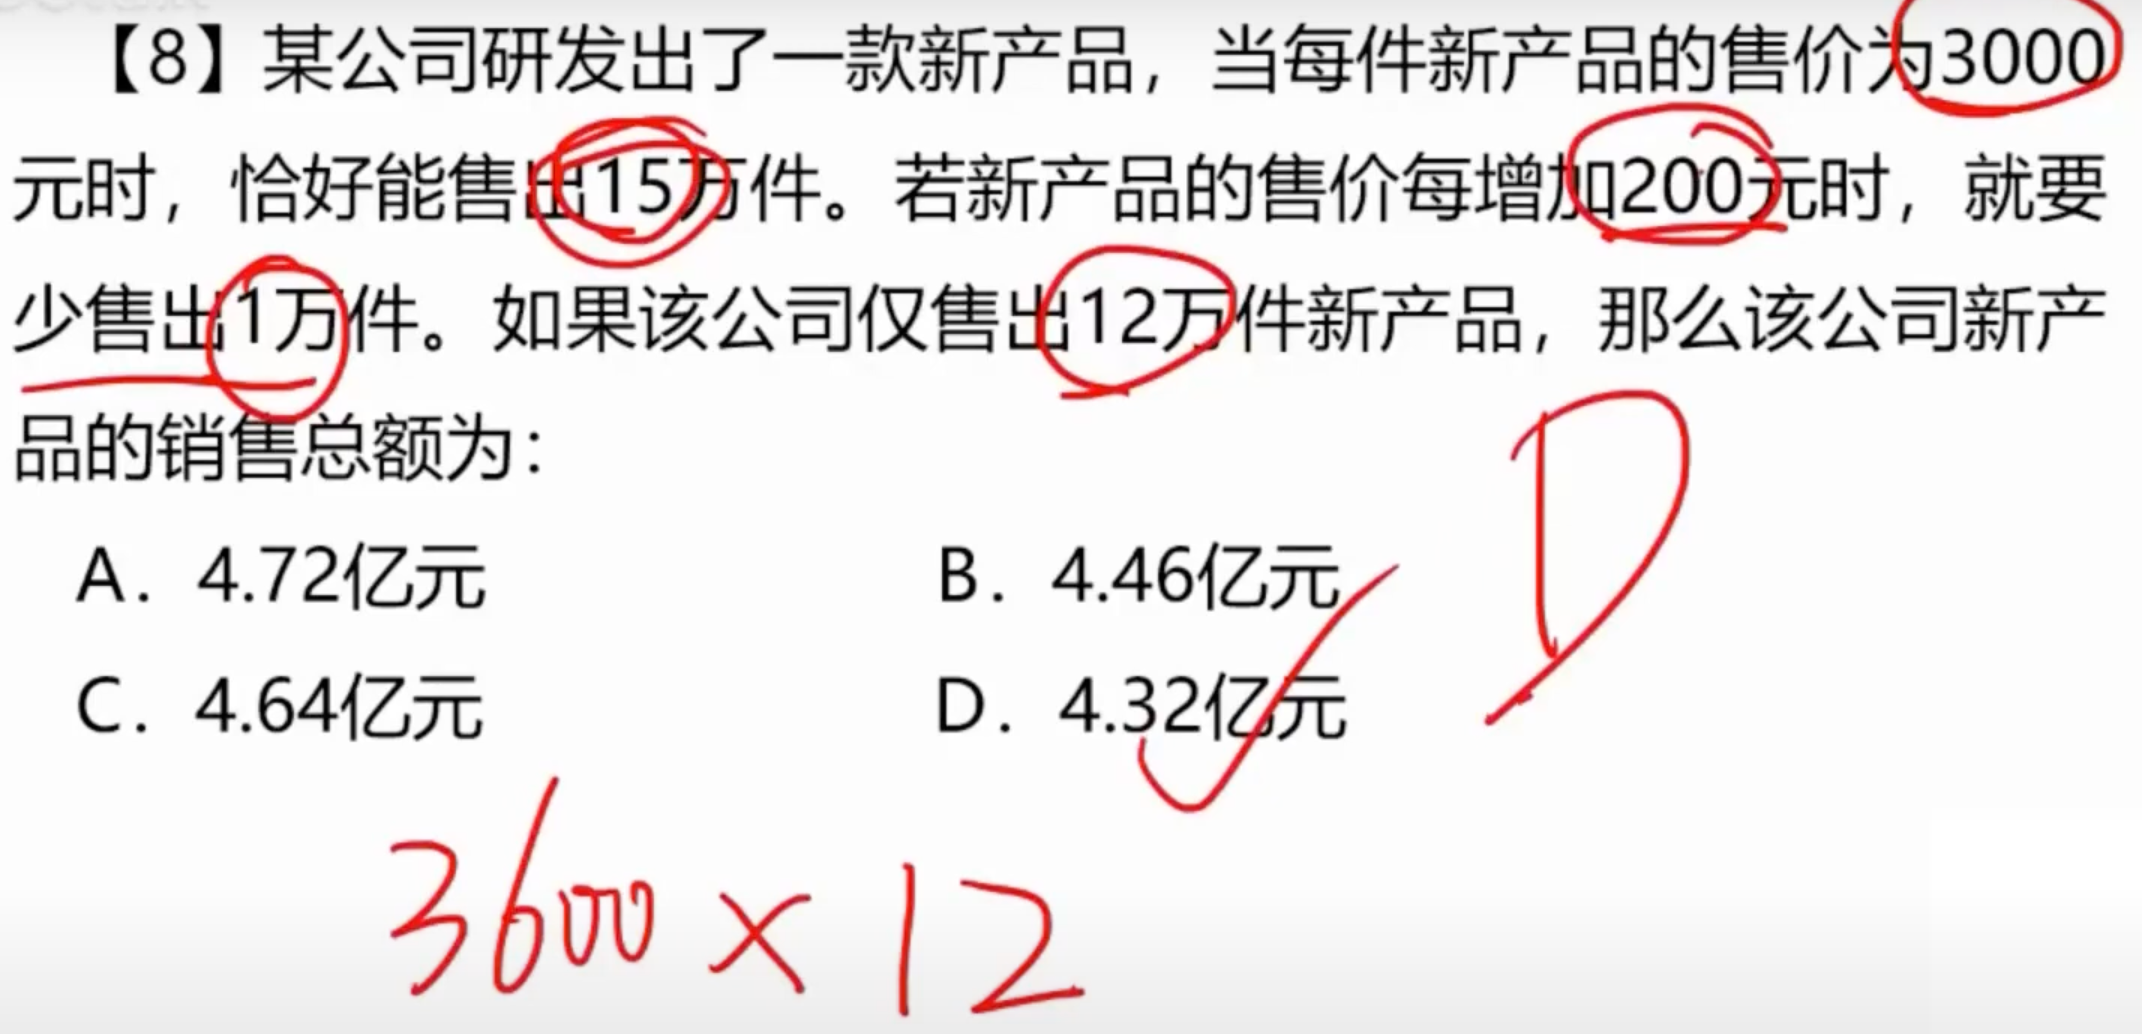 【8】某公司研发出了一款新产品，当每件新产品的售价为3000
元时，恰好能售出15万件。若新产品的售价每增加200元时，就要
少售出1万件。如果该公司仅售出12万件新产品，那么该公司新产
品的销售总额为：
A．4.72亿元 B．4.46亿元
C．4.64亿元 D．4.32亿元
D
3600×12